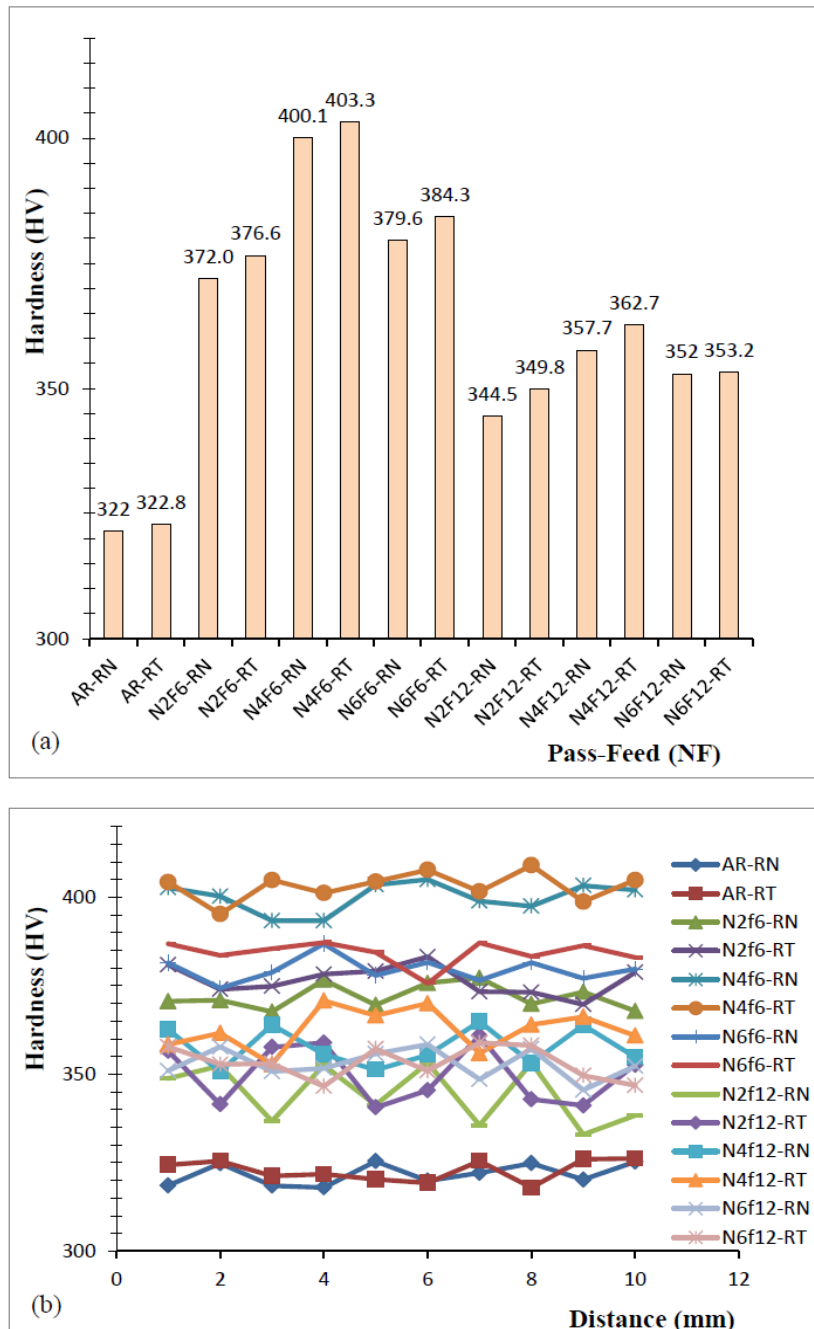 403.3
400.1
400
384.3
379.6
376.6
372.0
362.7
357.7
352
353.2
349.8
344.5
350
322
322.8
300
Hardness (HV)
AR-RN
AR-RT
N2F6-RN
N2F6-RT
N4F6-RN
N4F6-RT
N6F6-RN
N6F6-RT
N2F12-RN
N2F12-RT
N4F12-RN
N4F12-RT
N6F12-RN
N6F12-RT
(a)
Pass-Feed (NF)
400
350
300
Hardness (HV)
AR-RN
AR-RT
N2f6-RN
N2f6-RT
N4f6-RN
N4f6-RT
N6f6-RN
N6f6-RT
N2f12-RN
N2f12-RT
N4f12-RN
N4f12-RT
N6f12-RN
N6f12-RT
0 2 4 6 8 10 12
(b)
Distance (mm)